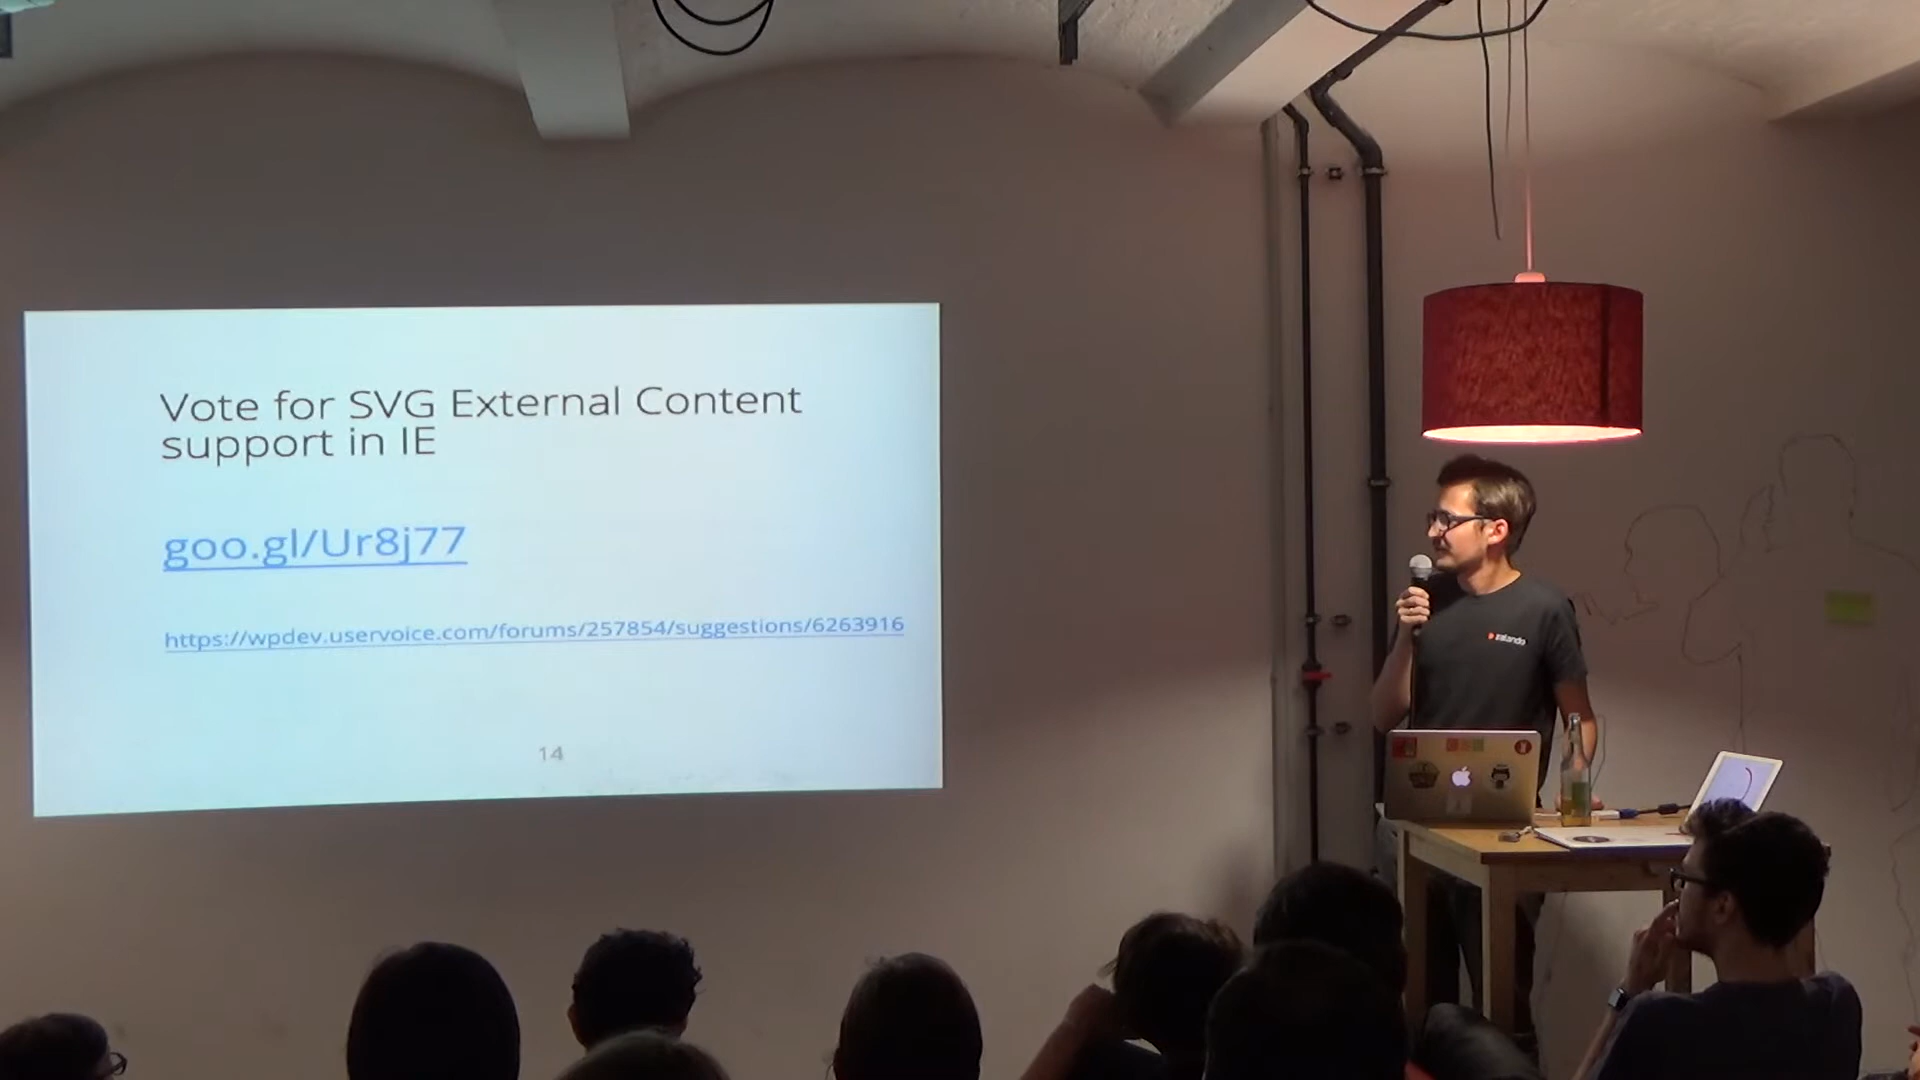 Vote for SVG External Content
support in IE
goo.gl/Ur8j77
https://wpdev.uservoice.com/forums/257854/suggestions/6263916
14
zalando